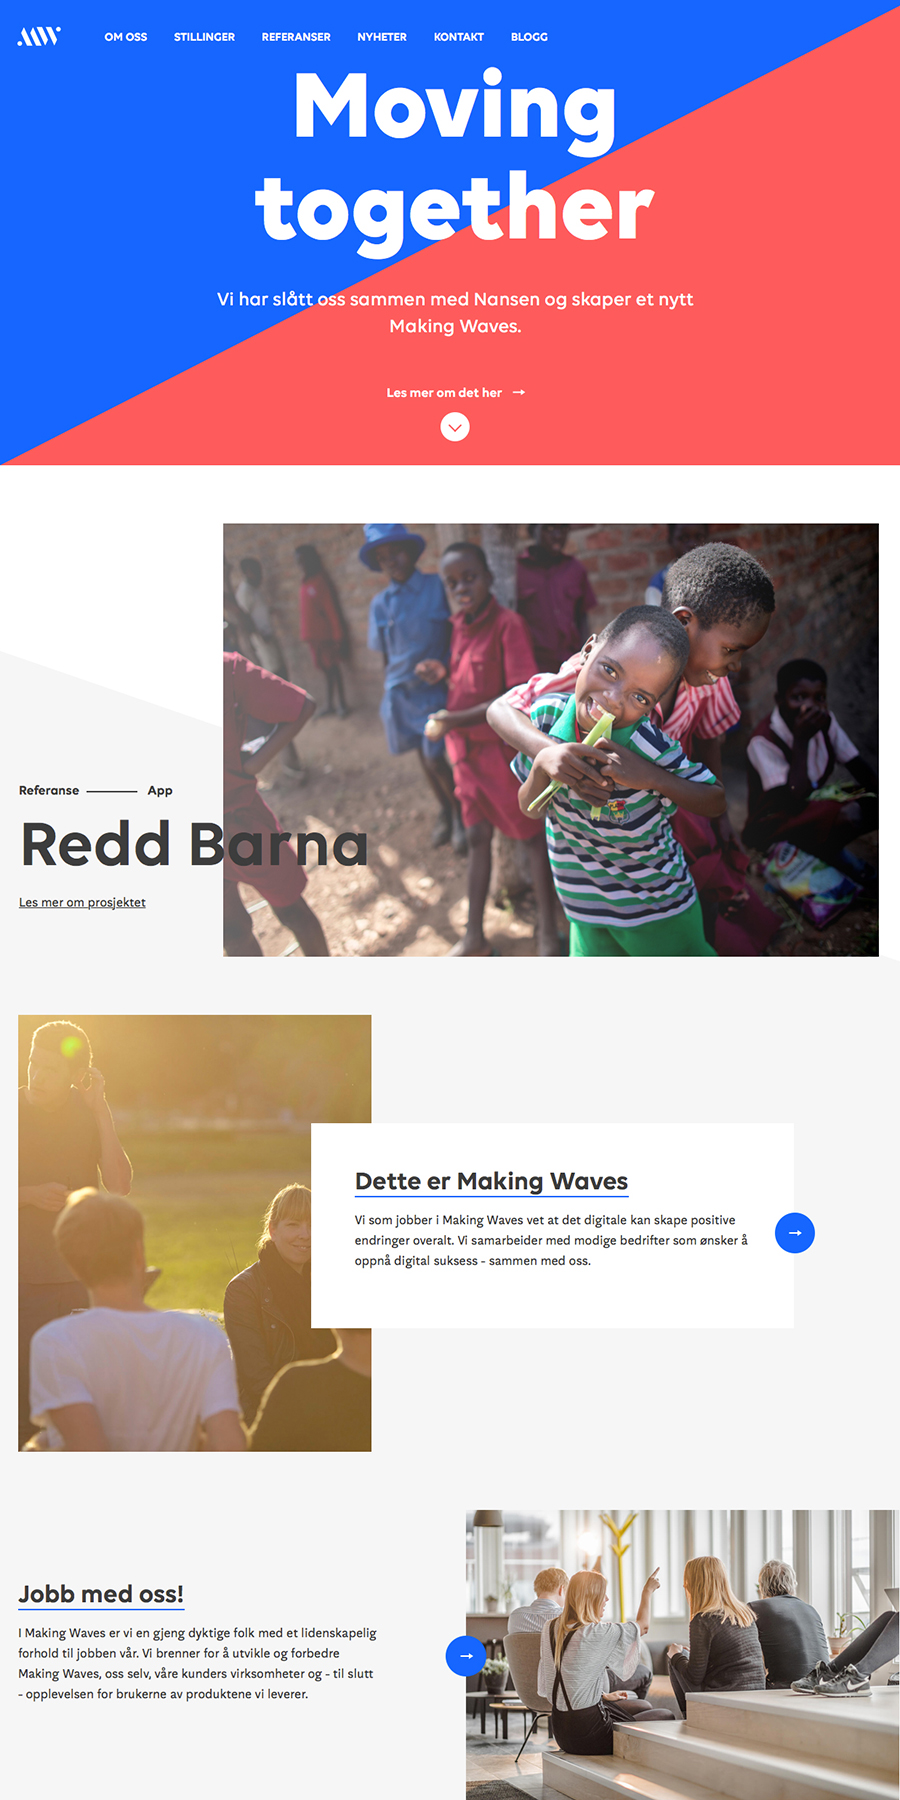 OM OSS STILLINGER REFERANSER NYHETER KONTAKT BLOGG
Moving
together
Vi har slått oss sammen med Nansen og skaper et nytt
Making Waves.
Les mer om det her →
Referanse App
Redd Barna
Les mer om prosjektet
Dette er Making Waves
Vi som jobber i Making Waves vet at det digitale kan skape positive
endringer overalt. Vi samarbeider med modige bedrifter som ønsker å
oppnå digital suksess - sammen med oss.
Jobb med oss!
I Making Waves er vi en gjeng dyktige folk med et lidenskapelig
forhold til jobben vår. Vi brenner for å utvikle og forbedre
Making Waves, oss selv, våre kunders virksomheter og - til slutt
- opplevelsen for brukerne av produktene vi leverer.